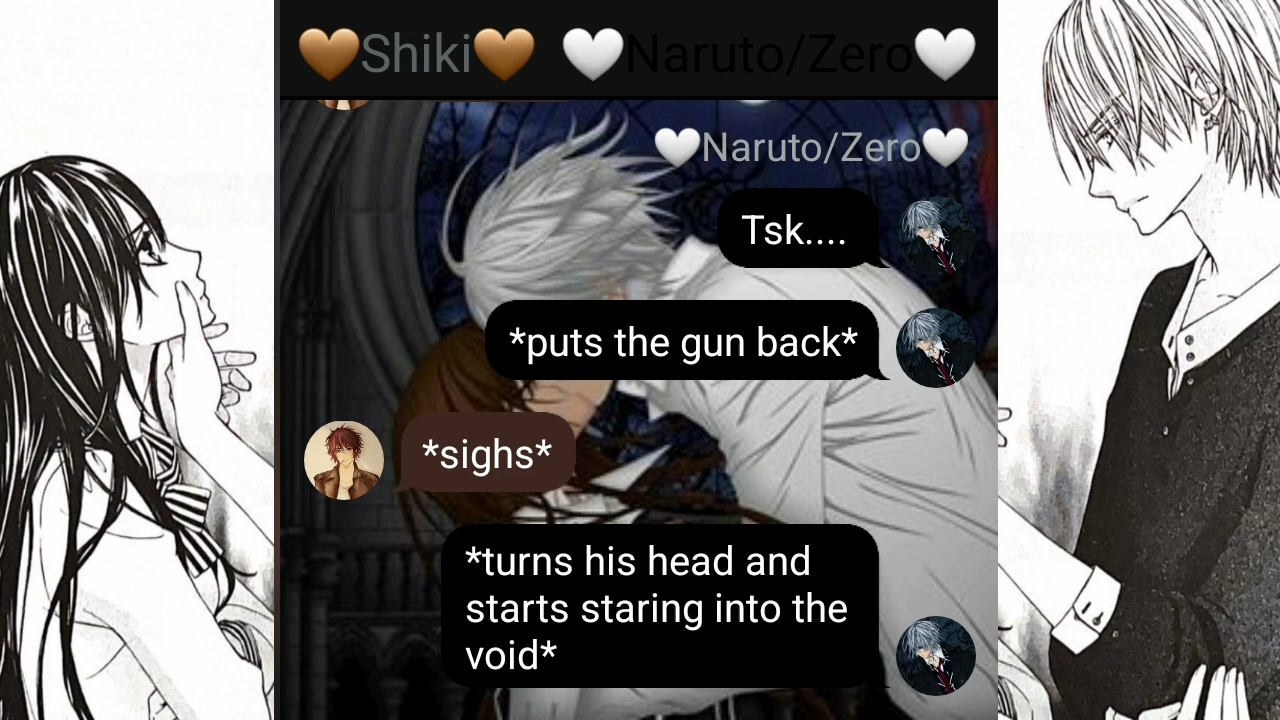 🤎Shiki🤎 🤍Naruto/Zero🤍
🤍Naruto/Zero🤍
Tsk....
*puts the gun back*
*sighs*
*turns his head and
starts staring into the
void*